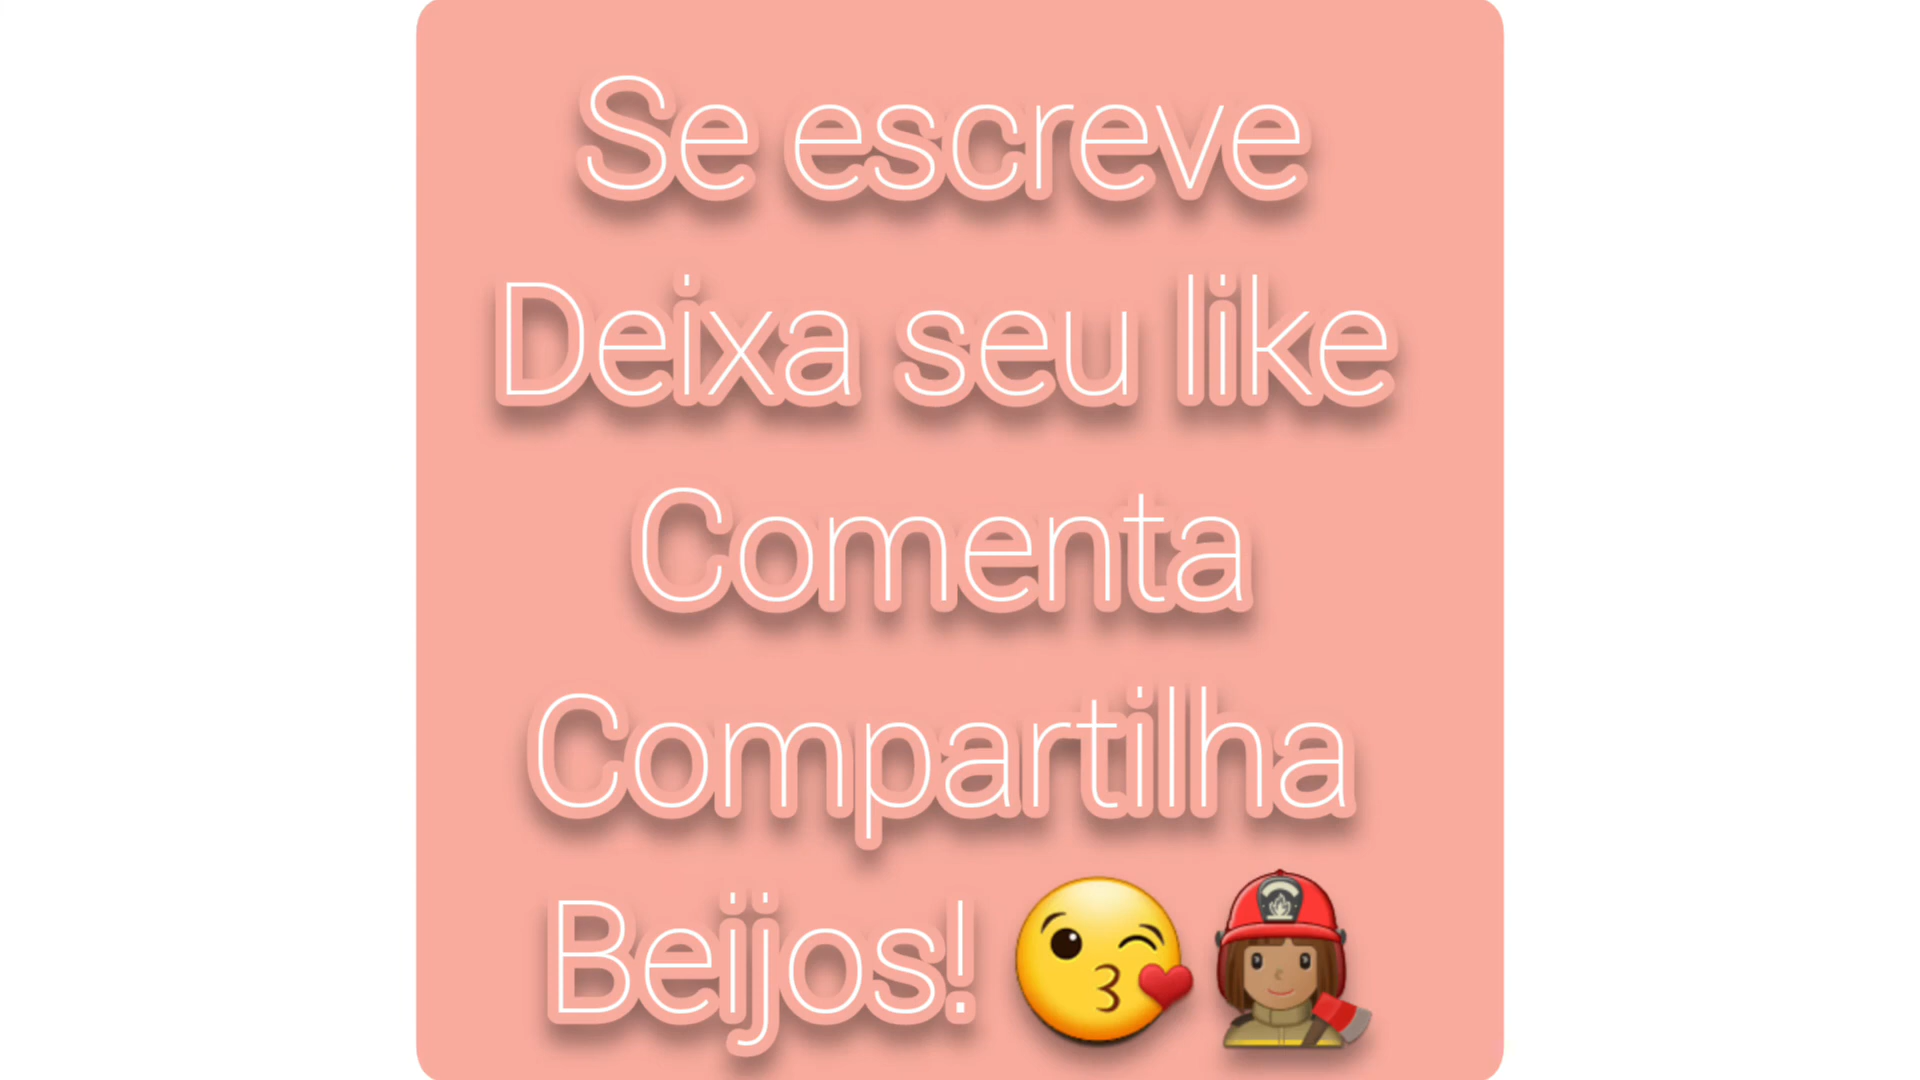 Se escreve
Deixa seu like
Comenta
Compartilha
Beijos! 😘👩🏽‍🚒